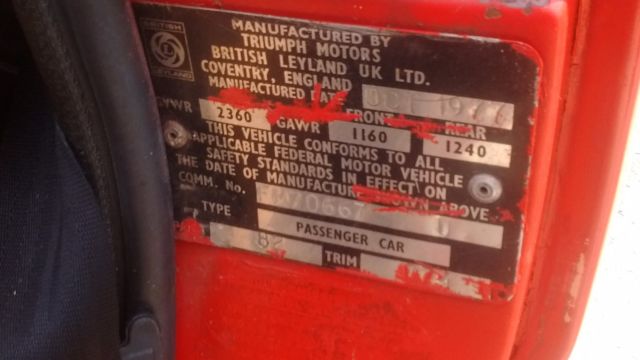 BRITISH
LEYLAND
MANUFACTURED BY
TRIUMPH MOTORS
BRITISH LEYLAND UK LTD.
COVENTRY, ENGLAND
MANUFACTURED DATE
GVWR 2360 GAWR FRONT 1160 REAR 1240
THIS VEHICLE CONFORMS TO ALL
APPLICABLE FEDERAL MOTOR VEHICLE
SAFETY STANDARDS IN EFFECT ON
THE DATE OF MANUFACTURE SHOWN ABOVE
COMM. No.
TYPE PASSENGER CAR
82 TRIM